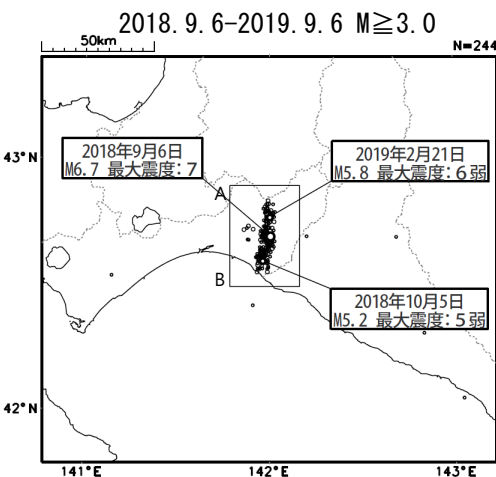 2018.9.6-2019.9.6 M≧3.0
50km
N=244
43°N
2018年9月6日
M6.7 最大震度:7
2019年2月21日
M5.8 最大震度:6弱
A
B
2018年10月5日
M5.2 最大震度:5弱
42°N
141°E
142°E
143°E